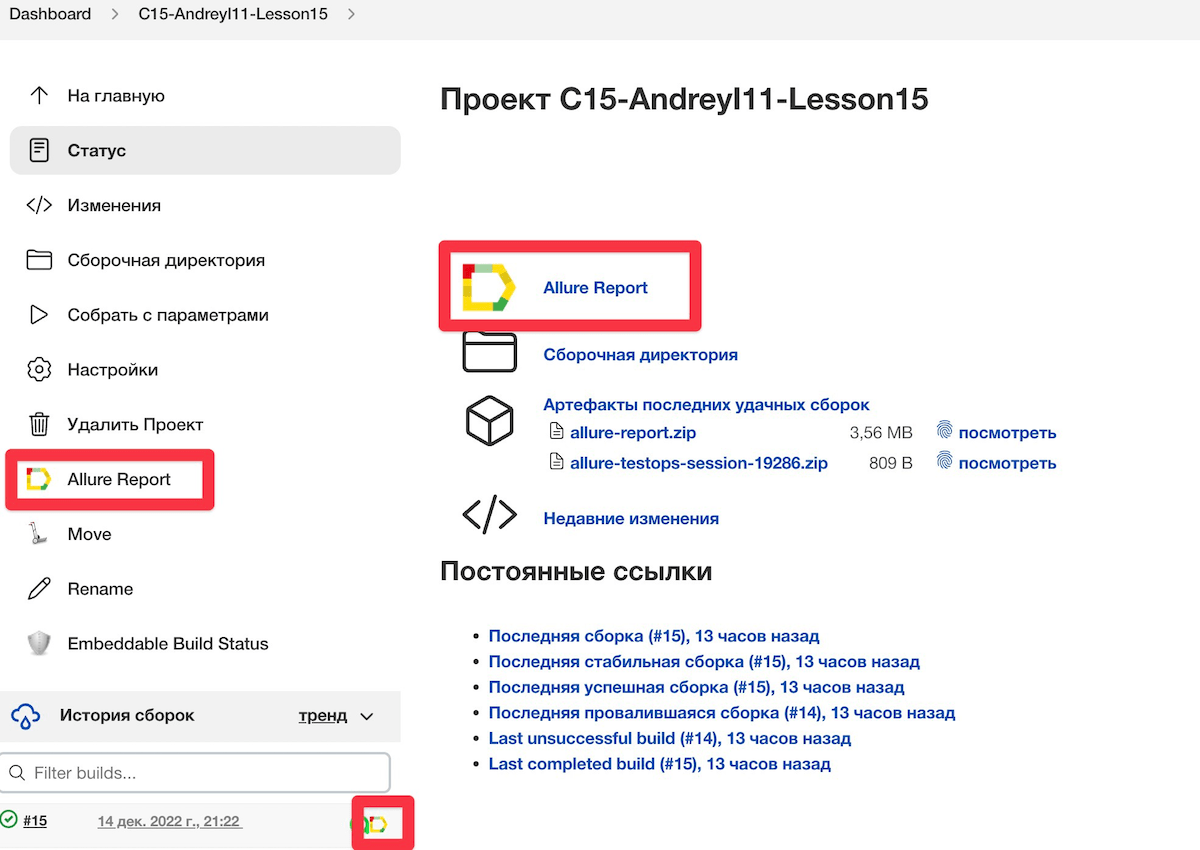 Dashboard > C15-Andreyl11-Lesson15 >
На главную
Статус
Изменения
Сборочная директория
Собрать с параметрами
Настройки
Удалить Проект
Allure Report
Move
Rename
Embeddable Build Status
История сборок тренд
Filter builds...
#15 14 дек. 2022 г., 21:22
Проект C15-Andreyl11-Lesson15
Allure Report
Сборочная директория
Артефакты последних удачных сборок
allure-report.zip 3,56 MB посмотреть
allure-testops-session-19286.zip 809 B посмотреть
Недавние изменения
Постоянные ссылки
Последняя сборка (#15), 13 часов назад
Последняя стабильная сборка (#15), 13 часов назад
Последняя успешная сборка (#15), 13 часов назад
Последняя провалившаяся сборка (#14), 13 часов назад
Last unsuccessful build (#14), 13 часов назад
Last completed build (#15), 13 часов назад